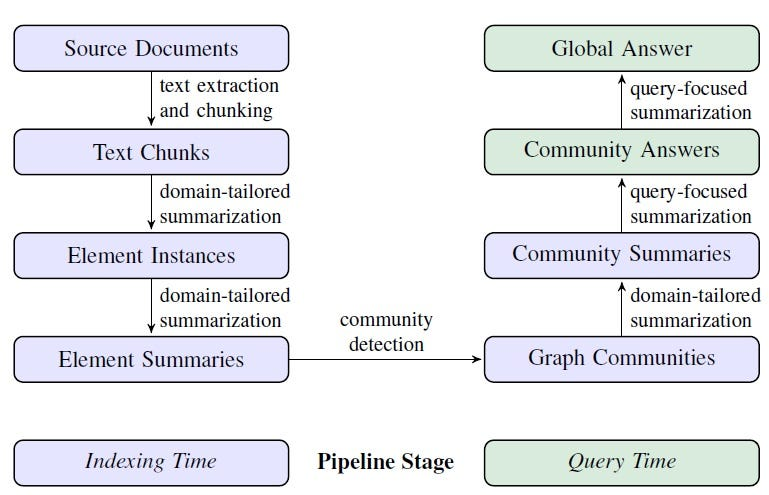 Source Documents
text extraction
and chunking
Text Chunks
domain-tailored
summarization
Element Instances
domain-tailored
summarization
Element Summaries
community
detection
Graph Communities
domain-tailored
summarization
Community Summaries
query-focused
summarization
Community Answers
query-focused
summarization
Global Answer
Indexing Time
Pipeline Stage
Query Time